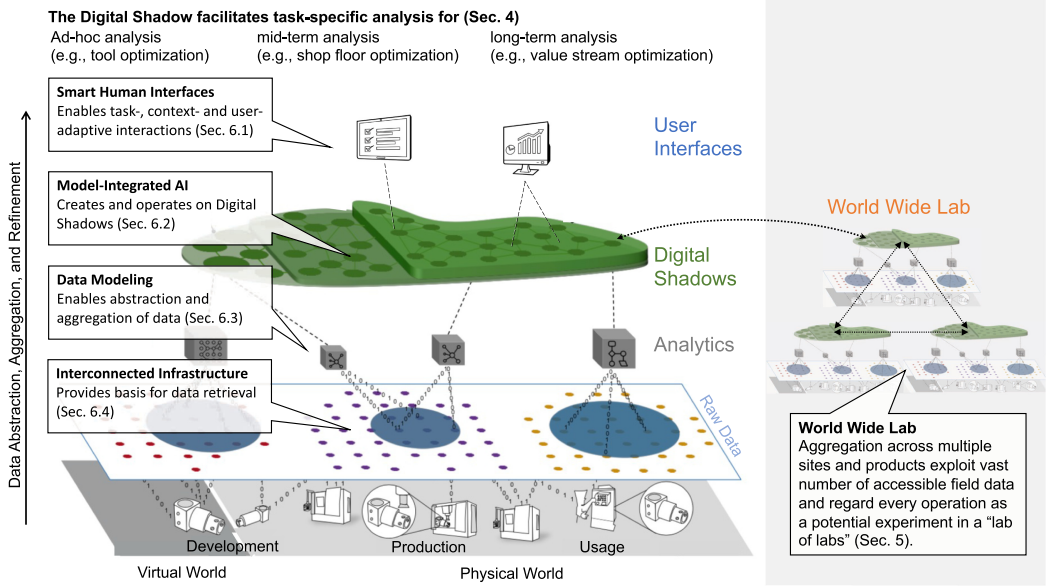 The Digital Shadow facilitates task-specific analysis for (Sec. 4)
Ad-hoc analysis
(e.g., tool optimization)
mid-term analysis
(e.g., shop floor optimization)
long-term analysis
(e.g., value stream optimization)
Data Abstraction, Aggregation, and Refinement
Smart Human Interfaces
Enables task-, context- and user-
adaptive interactions (Sec. 6.1)
User
Interfaces
Model-Integrated AI
Creates and operates on Digital
Shadows (Sec. 6.2)
Digital
Shadows
Data Modeling
Enables abstraction and
aggregation of data (Sec. 6.3)
Analytics
Interconnected Infrastructure
Provides basis for data retrieval
(Sec. 6.4)
Raw Data
Development
Production
Usage
Virtual World
Physical World
World Wide Lab
World Wide Lab
Aggregation across multiple
sites and products exploit vast
number of accessible field data
and regard every operation as
a potential experiment in a “lab
of labs” (Sec. 5).